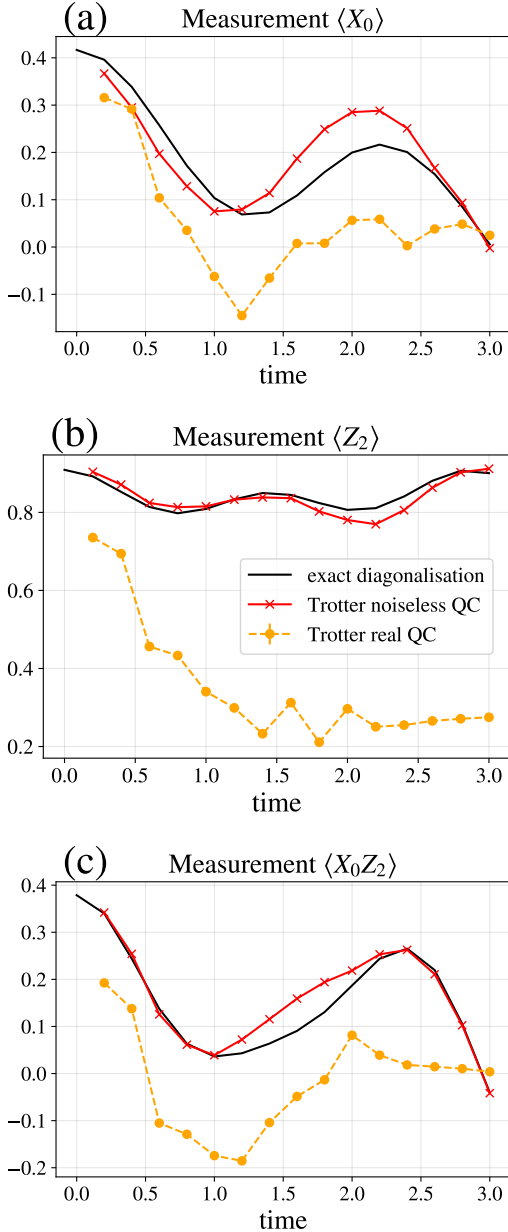 (a) Measurement ⟨X₀⟩
0.4
0.3
0.2
0.1
0.0
−0.1
0.0 0.5 1.0 1.5 2.0 2.5 3.0
time
(b) Measurement ⟨Z₂⟩
0.8
0.6
0.4
0.2
exact diagonalisation
Trotter noiseless QC
Trotter real QC
0.0 0.5 1.0 1.5 2.0 2.5 3.0
time
(c) Measurement ⟨X₀Z₂⟩
0.4
0.3
0.2
0.1
0.0
−0.1
−0.2
0.0 0.5 1.0 1.5 2.0 2.5 3.0
time